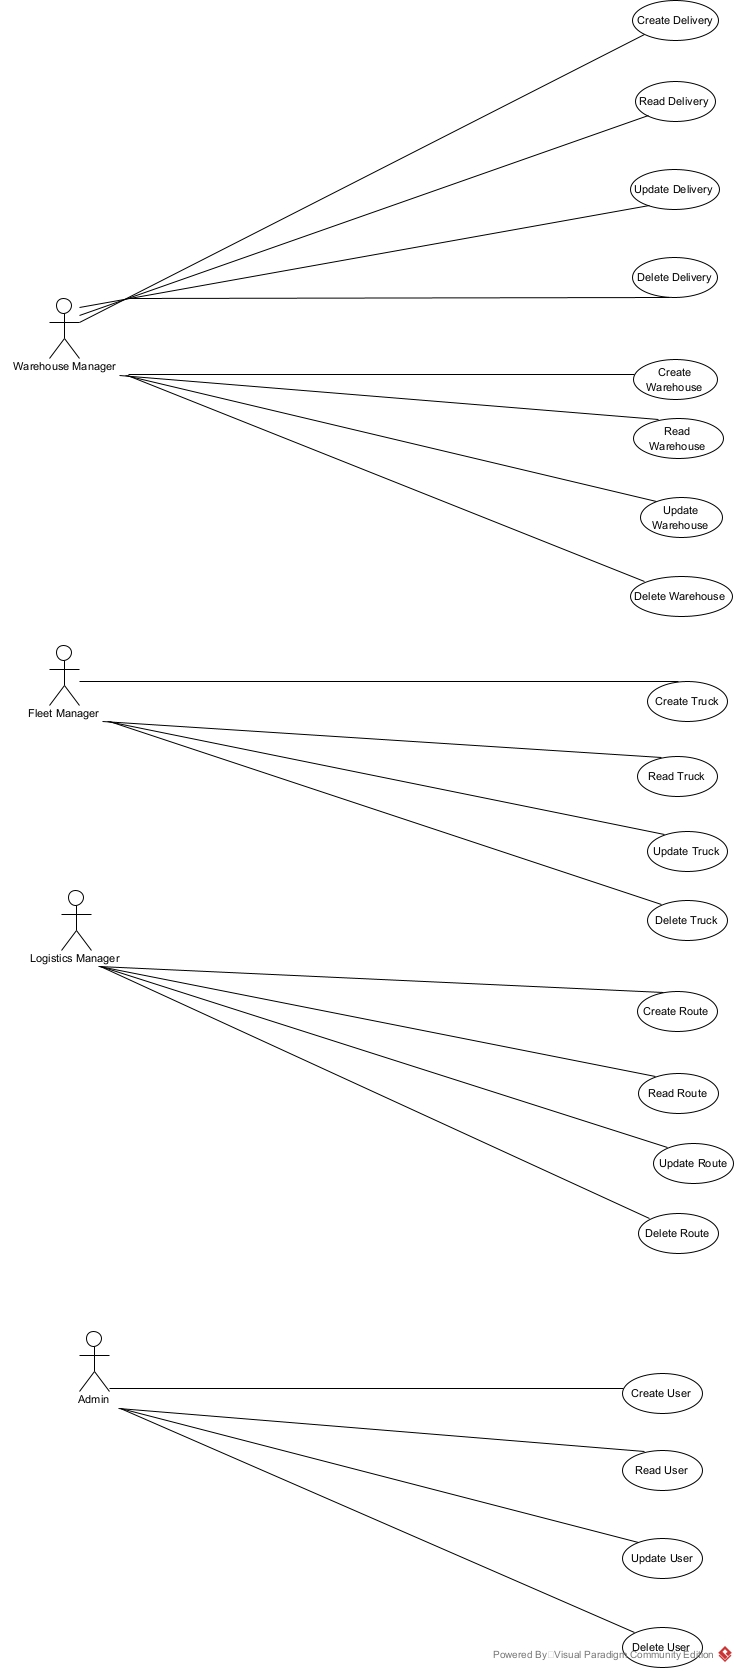 Create Delivery
Read Delivery
Update Delivery
Delete Delivery
Warehouse Manager
Create
Warehouse
Read
Warehouse
Update
Warehouse
Delete Warehouse
Fleet Manager
Create Truck
Read Truck
Update Truck
Delete Truck
Logistics Manager
Create Route
Read Route
Update Route
Delete Route
Admin
Create User
Read User
Update User
Delete User
Powered By Visual Paradigm Community Edition